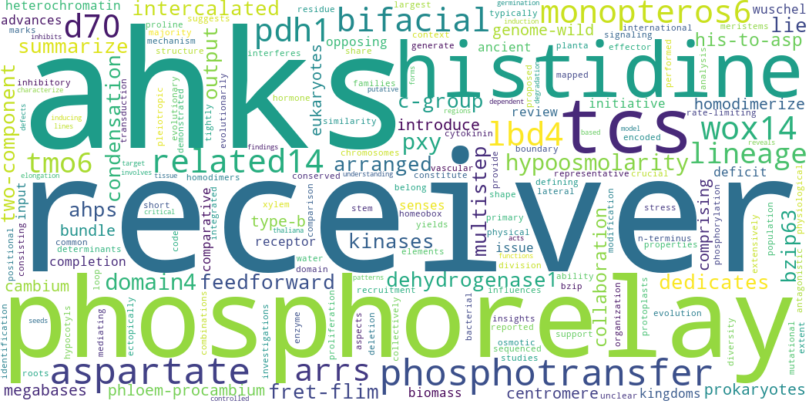 heterochromatin
proline
intercalated
bifacial
largest
typically
germination
induction
monopteros6
wuschel
advances
marks
d70
majority
suggests
mechanism
residue
context
share
international
signaling
meristems
inhibits
structure
interferes
pdh1
opposing
generate
genome-wild
ancient
planta
effector
performed
analysis
lie
summarize
ahks
histidine
his-to-asp
two-component
inhibitory
characterize
defects
inducing
lines
condensation
transduction
pleiotropic
evolutionary
hormone
demonstrated
tightly
output
evolutionarily
eukaryotes
families
putative
similarity
forms
degradation
regions
c-group
dependent
proposed
mapped
initiative
review
homodimerize
rate-limiting
tcs
introduce
cytokinin
lbd4
based
model
encoded
reveals
wox14
tmo6
related14
findings
homodimers
chromosomes
conserved
pxy
arranged
vascular
multistep
provide
boundary
hypoosmolarity
crucial
lineage
elongation
target
involves
tissue
understanding
constitute
representative
receiver
input
consisting
positional
ahps
short
critical
xylem
thaliana
comparative
integrated
comparison
type-b
stem
homeobox
belong
senses
yields
shape
primary
defining
lateral
comprising
stress
functions
deficit
phosphorylation
n-terminus
properties
physiological
antagonistic
bzip63
bundle
common
determinants
code
receptor
domain
kinases
elements
physical
acts
issue
division
modification
extensively
population
completion
loop
cambium
domain4
feedforward
water
patterns
dehydrogenase1
influences
ability
bzip
collaboration
dedicates
phosphorelay
identification
seeds
hypocotyls
mediating
ectopically
combinations
investigations
enzyme
proliferation
reported
aspects
deletion
collectively
recruitment
bacterial
insights
sequenced
studies
osmotic
support
evolution
organization
protoplasts
diversity
mutational
extent
roots
aspartate
arrs
phosphotransfer
prokaryotes
megabases
phloem-procambium
controlled
fret-flim
biomass
centromere
unclear
kingdoms